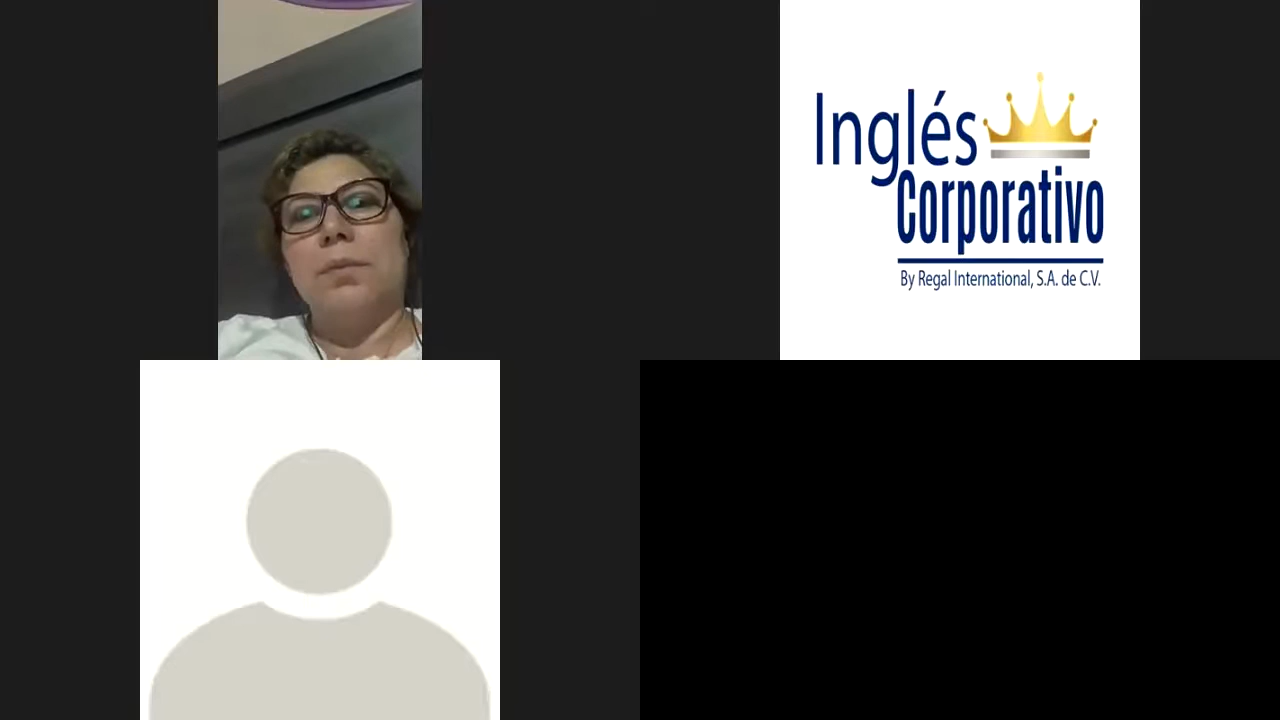 Inglés
Corporativo
By Regal International, S.A. de C.V.